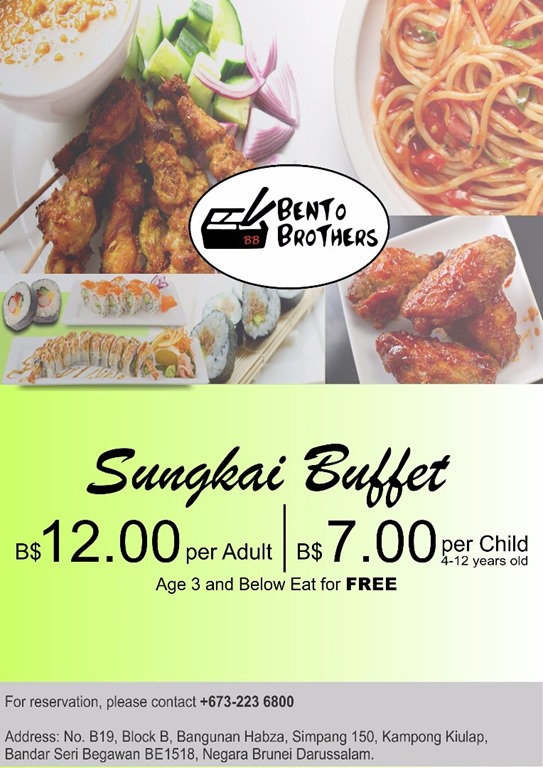 BENTO
BROTHERS
BB
Sungkai Buffet
B$12.00 per Adult | B$ 7.00 per Child
4-12 years old
Age 3 and Below Eat for FREE
For reservation, please contact +673-223 6800
Address: No. B19, Block B, Bangunan Habza, Simpang 150, Kampong Kiulap,
Bandar Seri Begawan BE1518, Negara Brunei Darussalam.